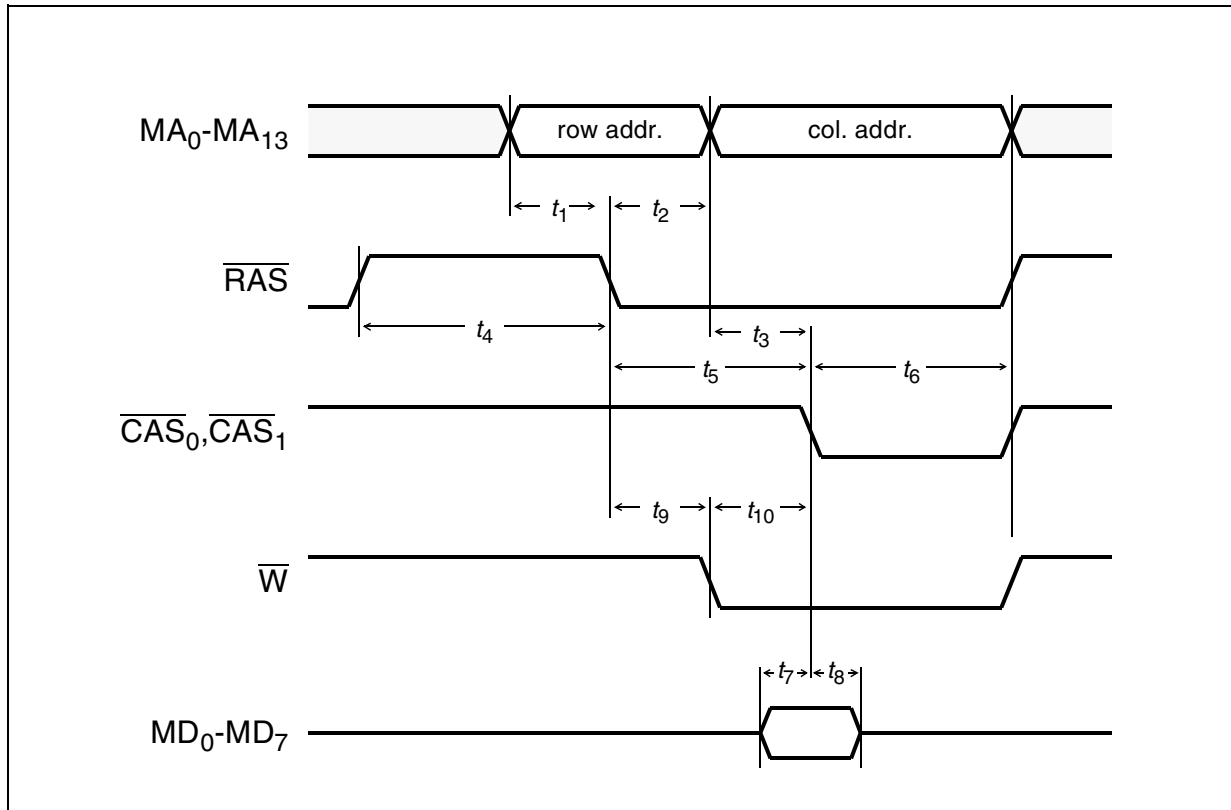 MA0-MA13
row addr.
col. addr.
t1
t2
RAS
t4
t3
t5
t6
CAS0,CAS1
t9
t10
W
t7
t8
MD0-MD7